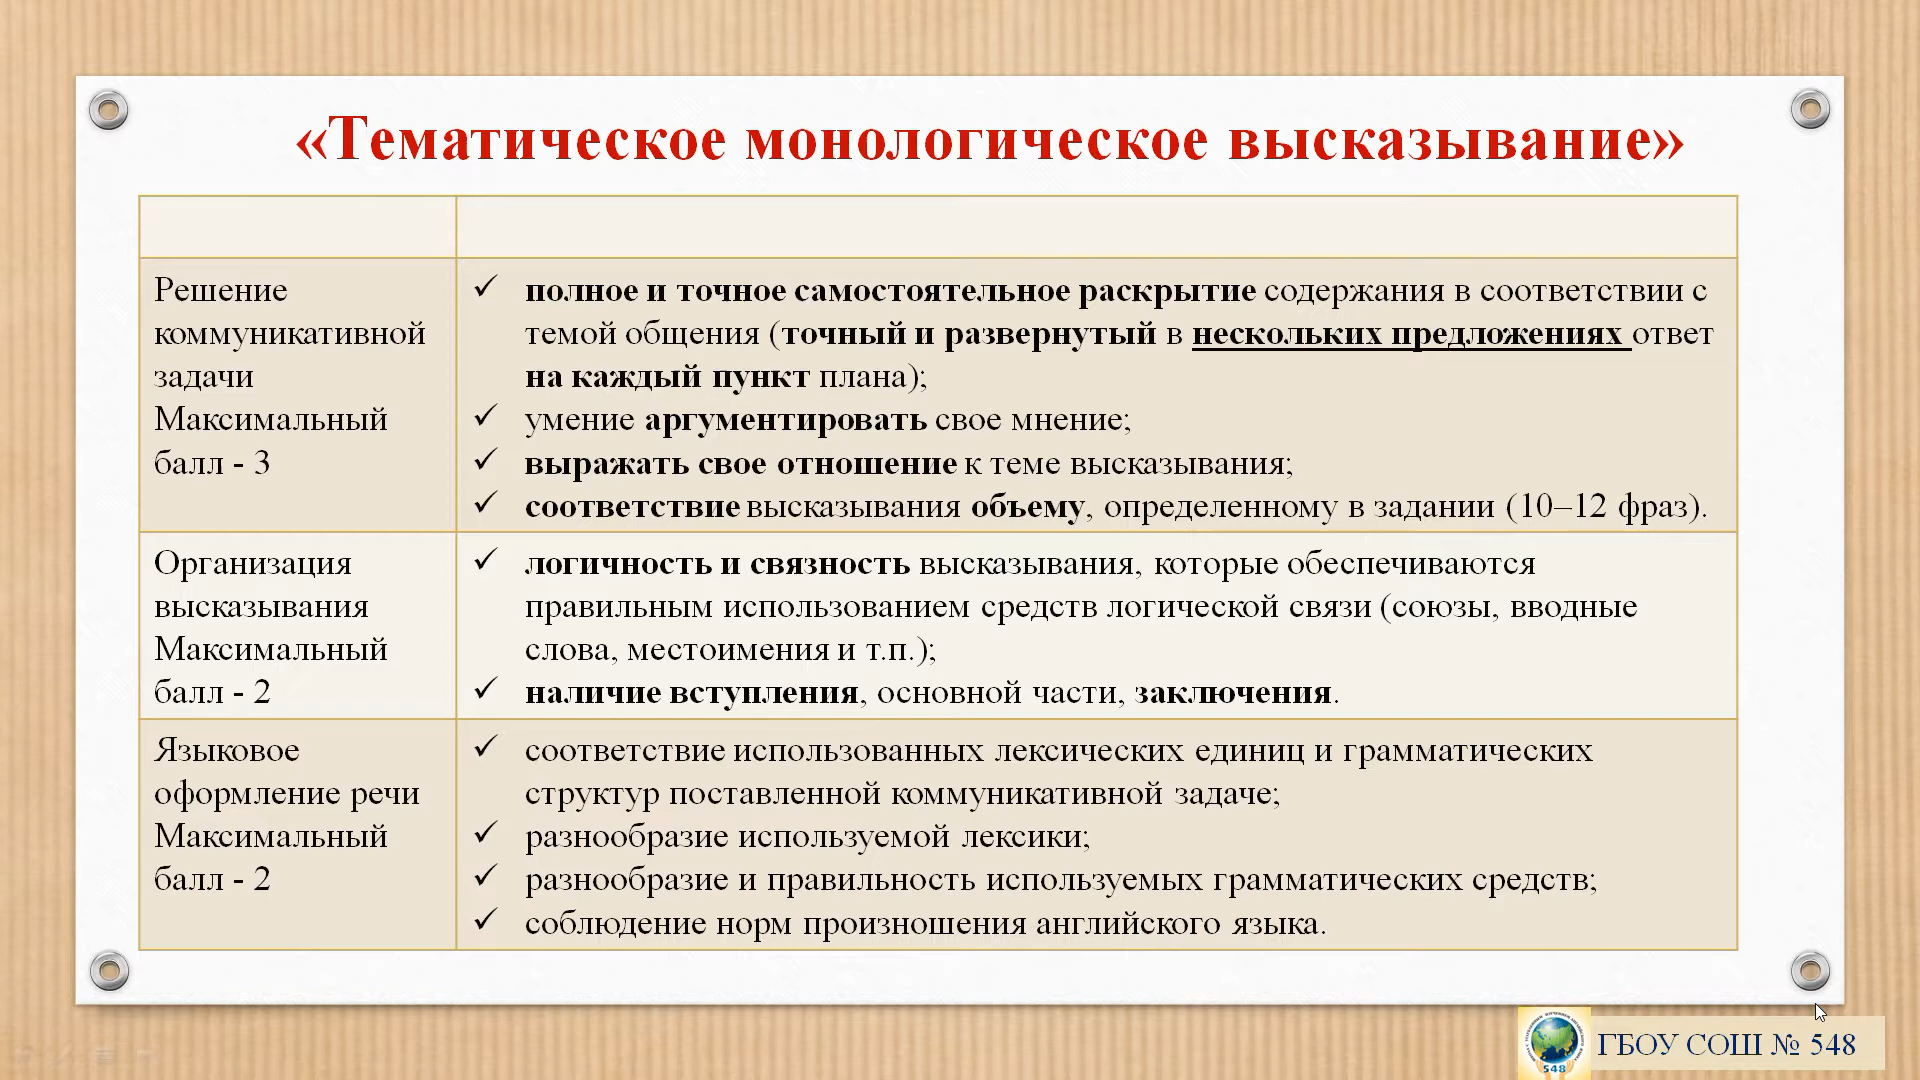 «Тематическое монологическое высказывание»
Решение
коммуникативной
задачи
Максимальный
балл - 3
✓ полное и точное самостоятельное раскрытие содержания в соответствии с
темой общения (точный и развернутый в нескольких предложениях ответ
на каждый пункт плана);
✓ умение аргументировать свое мнение;
✓ выражать свое отношение к теме высказывания;
✓ соответствие высказывания объему, определенному в задании (10–12 фраз).
Организация
высказывания
Максимальный
балл - 2
✓ логичность и связность высказывания, которые обеспечиваются
правильным использованием средств логической связи (союзы, вводные
слова, местоимения и т.п.);
✓ наличие вступления, основной части, заключения.
Языковое
оформление речи
Максимальный
балл - 2
✓ соответствие использованных лексических единиц и грамматических
структур поставленной коммуникативной задаче;
✓ разнообразие используемой лексики;
✓ разнообразие и правильность используемых грамматических средств;
✓ соблюдение норм произношения английского языка.
548
ГБОУ СОШ № 548